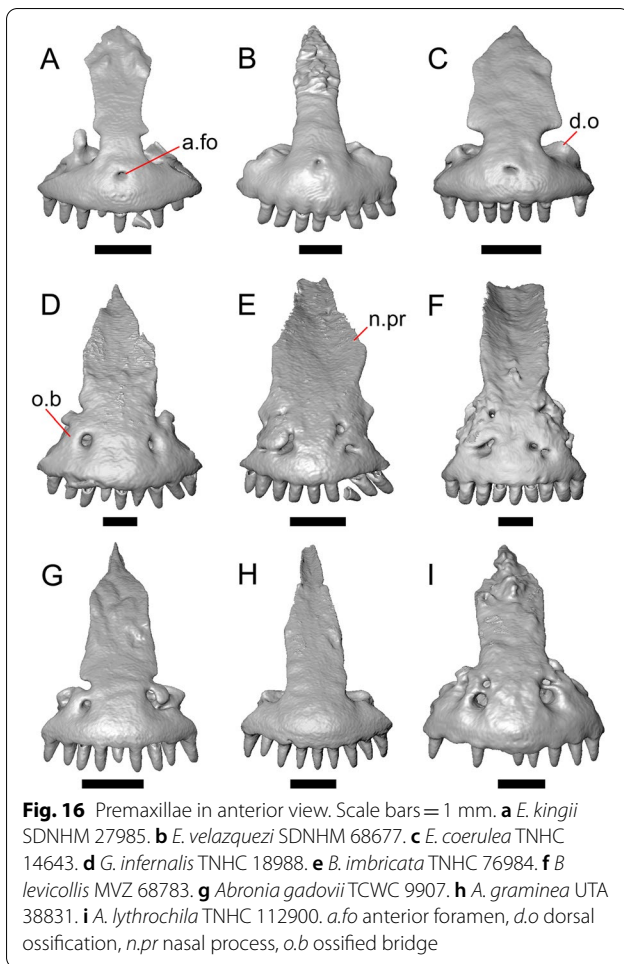 A
B
C
a.fo
d.o
D
E
F
n.pr
o.b
G
H
I
Fig. 16 Premaxillae in anterior view. Scale bars = 1 mm. a E. kingii
SDNHM 27985. b E. velazquezi SDNHM 68677. c E. coerulea TNHC
14643. d G. infernalis TNHC 18988. e B. imbricata TNHC 76984. f B
levicollis MVZ 68783. g Abronia gadovii TCWC 9907. h A. graminea UTA
38831. i A. lythrochila TNHC 112900. a.fo anterior foramen, d.o dorsal
ossification, n.pr nasal process, o.b ossified bridge